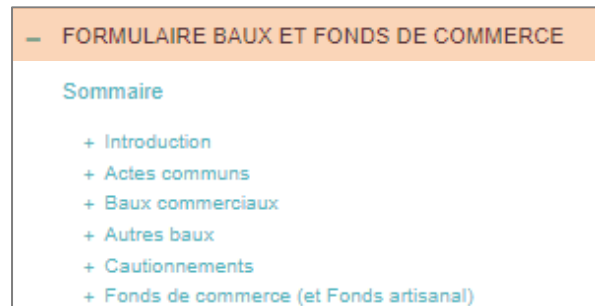 – FORMULAIRE BAUX ET FONDS DE COMMERCE
Sommaire
+ Introduction
+ Actes communs
+ Baux commerciaux
+ Autres baux
+ Cautionnements
+ Fonds de commerce (et Fonds artisanal)